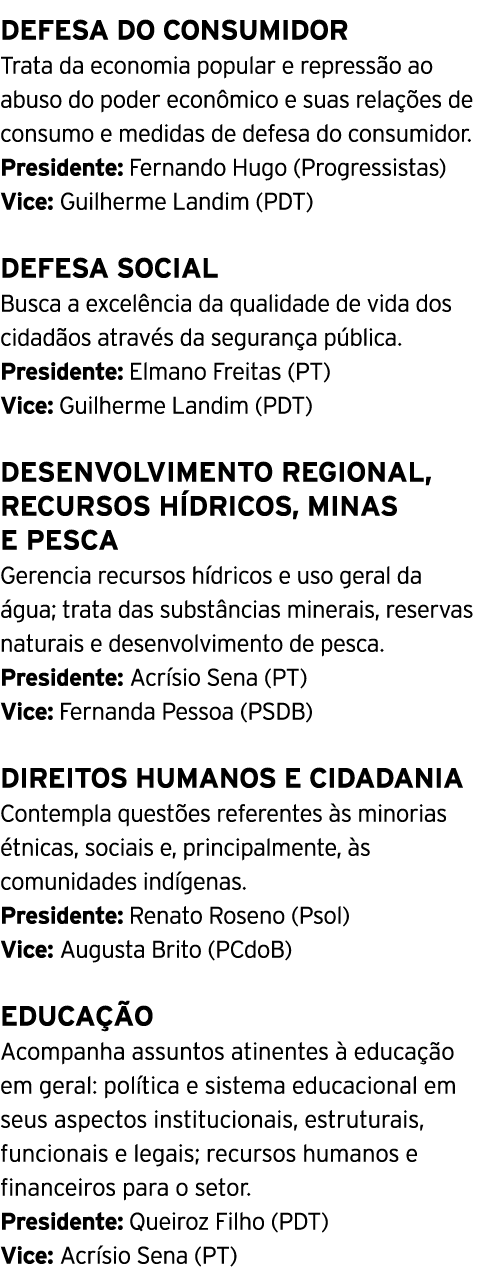 DEFESA DO CONSUMIDOR
Trata da economia popular e repressão ao
abuso do poder econômico e suas relações de
consumo e medidas de defesa do consumidor.
Presidente: Fernando Hugo (Progressistas)
Vice: Guilherme Landim (PDT)
DEFESA SOCIAL
Busca a excelência da qualidade de vida dos
cidadãos através da segurança pública.
Presidente: Elmano Freitas (PT)
Vice: Guilherme Landim (PDT)
DESENVOLVIMENTO REGIONAL,
RECURSOS HÍDRICOS, MINAS
E PESCA
Gerencia recursos hídricos e uso geral da
água; trata das substâncias minerais, reservas
naturais e desenvolvimento de pesca.
Presidente: Acrísio Sena (PT)
Vice: Fernanda Pessoa (PSDB)
DIREITOS HUMANOS E CIDADANIA
Contempla questões referentes às minorias
étnicas, sociais e, principalmente, às
comunidades indígenas.
Presidente: Renato Roseno (Psol)
Vice: Augusta Brito (PCdoB)
EDUCAÇÃO
Acompanha assuntos atinentes à educação
em geral: política e sistema educacional em
seus aspectos institucionais, estruturais,
funcionais e legais; recursos humanos e
financeiros para o setor.
Presidente: Queiroz Filho (PDT)
Vice: Acrísio Sena (PT)